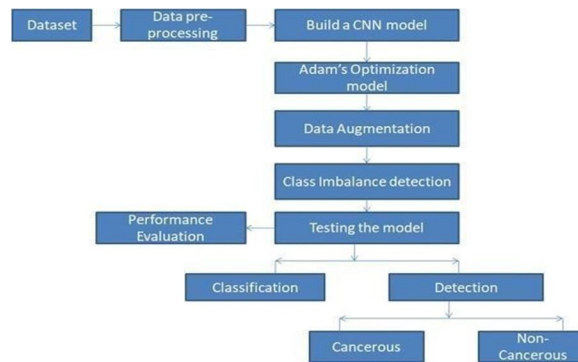 Dataset
Data pre-
processing
Build a CNN model
Adam's Optimization
model
Data Augmentation
Class Imbalance detection
Performance
Evaluation
Testing the model
Classification
Detection
Cancerous
Non-
Cancerous